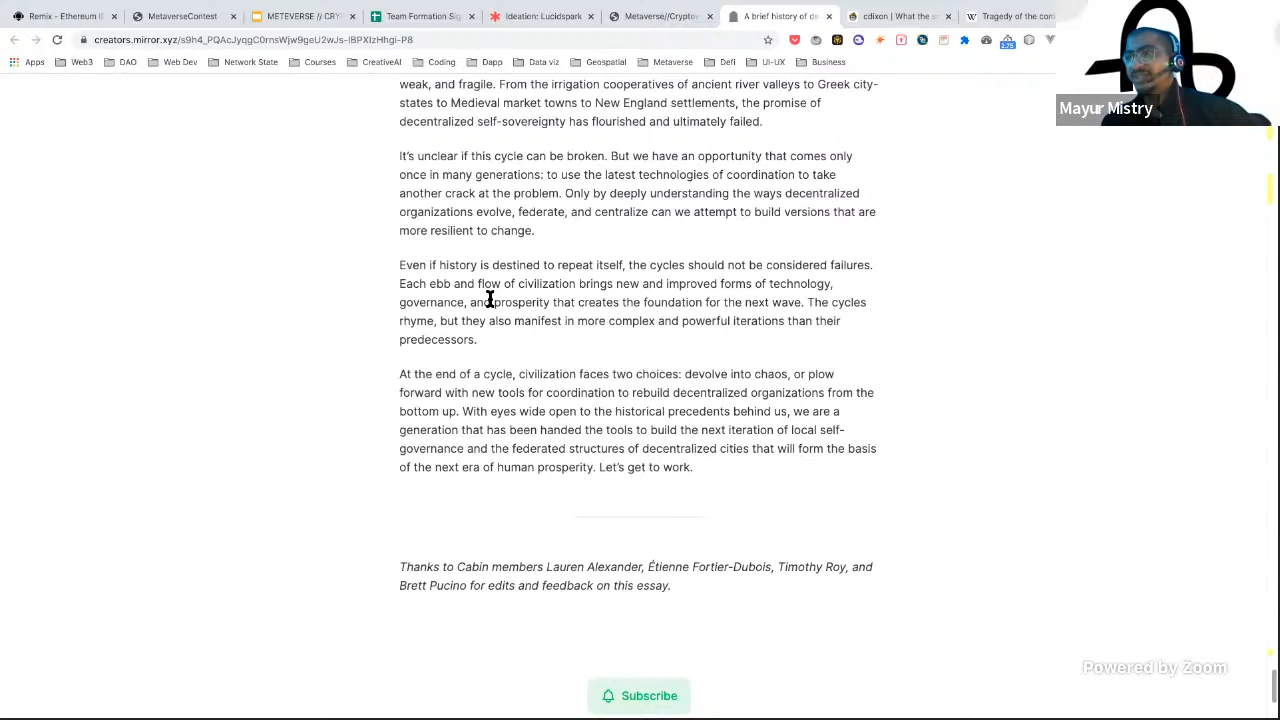 Remix - Ethereum I
MetaverseContest
METEVERSE // CRY
Team Formation Sig
Ideation: Lucidspark
Metaverse//Cryptov
A brief history of de
cdixon | What the s
Tragedy of the com
creators.mirror.xyz/s9h4_PQAcJyqgC0rnsWjw9geU2wJs-IBPXIzHhgi-P8
2.75
Apps Web3 DAO Web Dev Network State Courses CreativeAI Coding Dapp Data viz Geospatial Metaverse Defi UI-UX Business
Mayur Mistry
weak, and fragile. From the irrigation cooperatives of ancient river valleys to Greek city-
states to Medieval market towns to New England settlements, the promise of
decentralized self-sovereignty has flourished and ultimately failed.
It's unclear if this cycle can be broken. But we have an opportunity that comes only
once in many generations: to use the latest technologies of coordination to take
another crack at the problem. Only by deeply understanding the ways decentralized
organizations evolve, federate, and centralize can we attempt to build versions that are
more resilient to change.
Even if history is destined to repeat itself, the cycles should not be considered failures.
Each ebb and flow of civilization brings new and improved forms of technology,
governance, and prosperity that creates the foundation for the next wave. The cycles
rhyme, but they also manifest in more complex and powerful iterations than their
predecessors.
At the end of a cycle, civilization faces two choices: devolve into chaos, or plow
forward with new tools for coordination to rebuild decentralized organizations from the
bottom up. With eyes wide open to the historical precedents behind us, we are a
generation that has been handed the tools to build the next iteration of local self-
governance and the federated structures of decentralized cities that will form the basis
of the next era of human prosperity. Let's get to work.
Thanks to Cabin members Lauren Alexander, Étienne Fortier-Dubois, Timothy Roy, and
Brett Pucino for edits and feedback on this essay.
Powered by Zoom
Subscribe